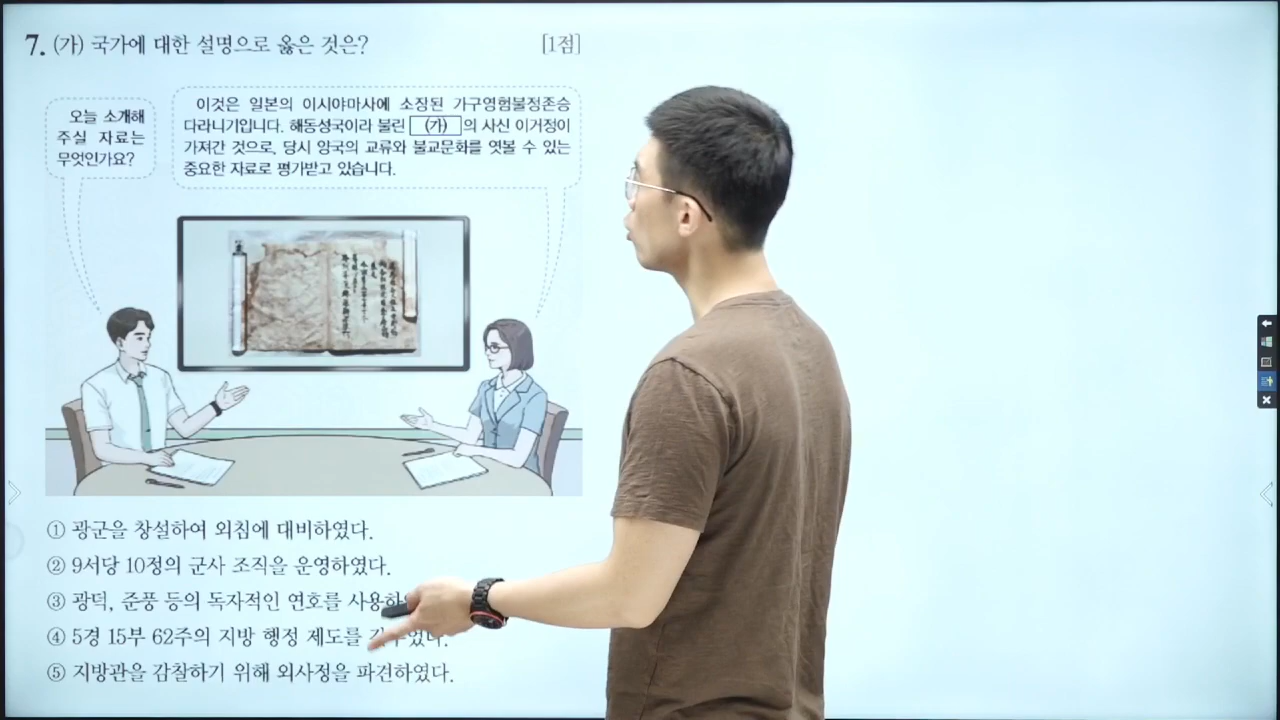 7. (가) 국가에 대한 설명으로 옳은 것은? [1점]
오늘 소개해
주실 자료는
무엇인가요?
이것은 일본의 이시야마사에 소장된 가구영험불정존승
다라니기입니다. 해동성국이라 불린 (가) 의 사신 이거정이
가져간 것으로, 당시 양국의 교류와 불교문화를 엿볼 수 있는
중요한 자료로 평가받고 있습니다.
① 광군을 창설하여 외침에 대비하였다.
② 9서당 10정의 군사 조직을 운영하였다.
③ 광덕, 준풍 등의 독자적인 연호를
④ 5경 15부 62주의 지방 행정 제도를
⑤ 지방관을 감찰하기 위해 외사정을 파견하였다.